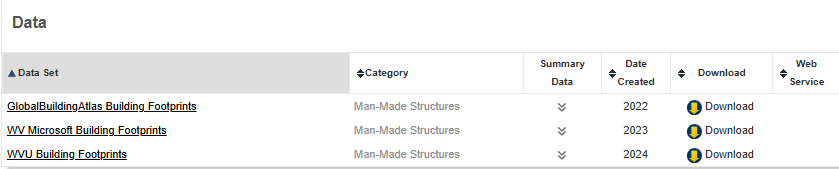 Data
Data Set Category Summary Data Date Created Download Web Service
GlobalBuildingAtlas Building Footprints Man-Made Structures 2022 Download
WV Microsoft Building Footprints Man-Made Structures 2023 Download
WVU Building Footprints Man-Made Structures 2024 Download